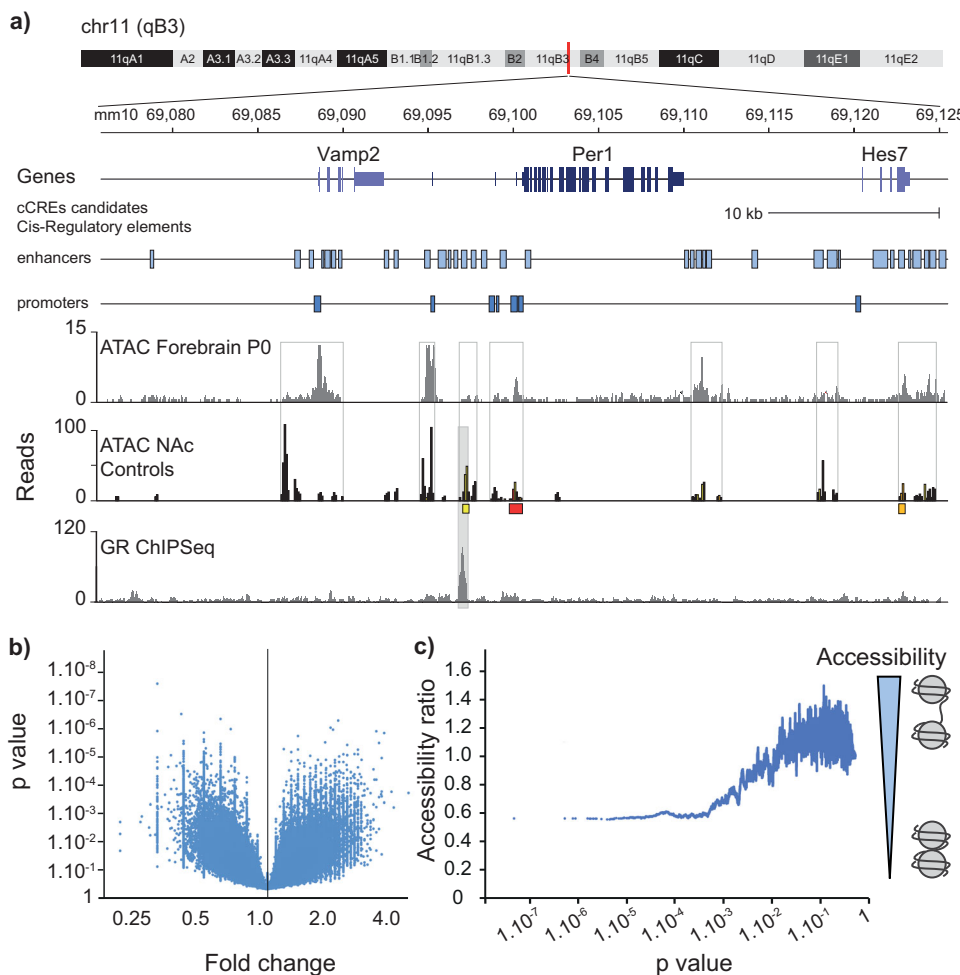 a)
chr11 (qB3)
11qA1 A2 A3.1 A3.2 A3.3 11qA4 11qA5 B1.1 B1.2 11qB1.3 B2 11qB3 B4 11qB5 11qC 11qD 11qE1 11qE2
mm10 69,080 69,085 69,090 69,095 69,100 69,105 69,110 69,115 69,120 69,125
Vamp2 Per1 Hes7
Genes
cCREs candidates
Cis-Regulatory elements
10 kb
enhancers
promoters
15
ATAC Forebrain P0
0
100
ATAC NAc
Controls
Reads
0
120
GR ChIPSeq
0
b)
p value
1.10-8
1.10-7
1.10-6
1.10-5
1.10-4
1.10-3
1.10-2
1.10-1
1
0.25 0.5 1.0 2.0 4.0
Fold change
c)
Accessibility ratio
1.6
1.4
1.2
1.0
0.8
0.6
0.4
0.2
0
1.10-7 1.10-6 1.10-5 1.10-4 1.10-3 1.10-2 1.10-1 1
p value
Accessibility